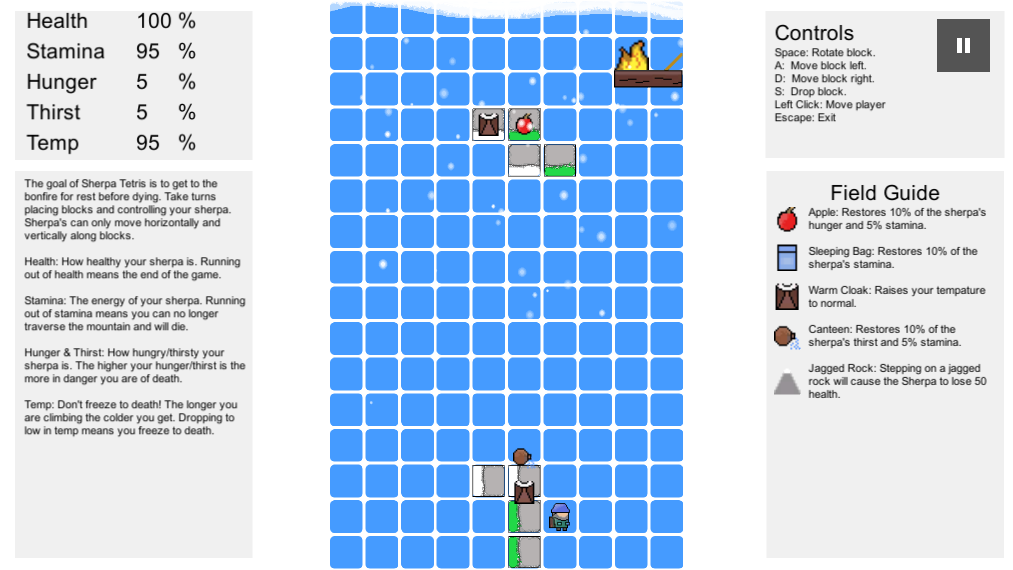 Health 100 %
Stamina 95 %
Hunger 5 %
Thirst 5 %
Temp 95 %
The goal of Sherpa Tetris is to get to the
bonfire for rest before dying. Take turns
placing blocks and controlling your sherpa.
Sherpa's can only move horizontally and
vertically along blocks.
Health: How healthy your sherpa is. Running
out of health means the end of the game.
Stamina: The energy of your sherpa. Running
out of stamina means you can no longer
traverse the mountain and will die.
Hunger & Thirst: How hungry/thirsty your
sherpa is. The higher your hunger/thirst is the
more in danger you are of death.
Temp: Don't freeze to death! The longer you
are climbing the colder you get. Dropping to
low in temp means you freeze to death.
Controls
Space: Rotate block.
A: Move block left.
D: Move block right.
S: Drop block.
Left Click: Move player
Escape: Exit
Field Guide
Apple: Restores 10% of the sherpa's
hunger and 5% stamina.
Sleeping Bag: Restores 10% of the
sherpa's stamina.
Warm Cloak: Raises your tempature
to normal.
Canteen: Restores 10% of the
sherpa's thirst and 5% stamina.
Jagged Rock: Stepping on a jagged
rock will cause the Sherpa to lose 50
health.